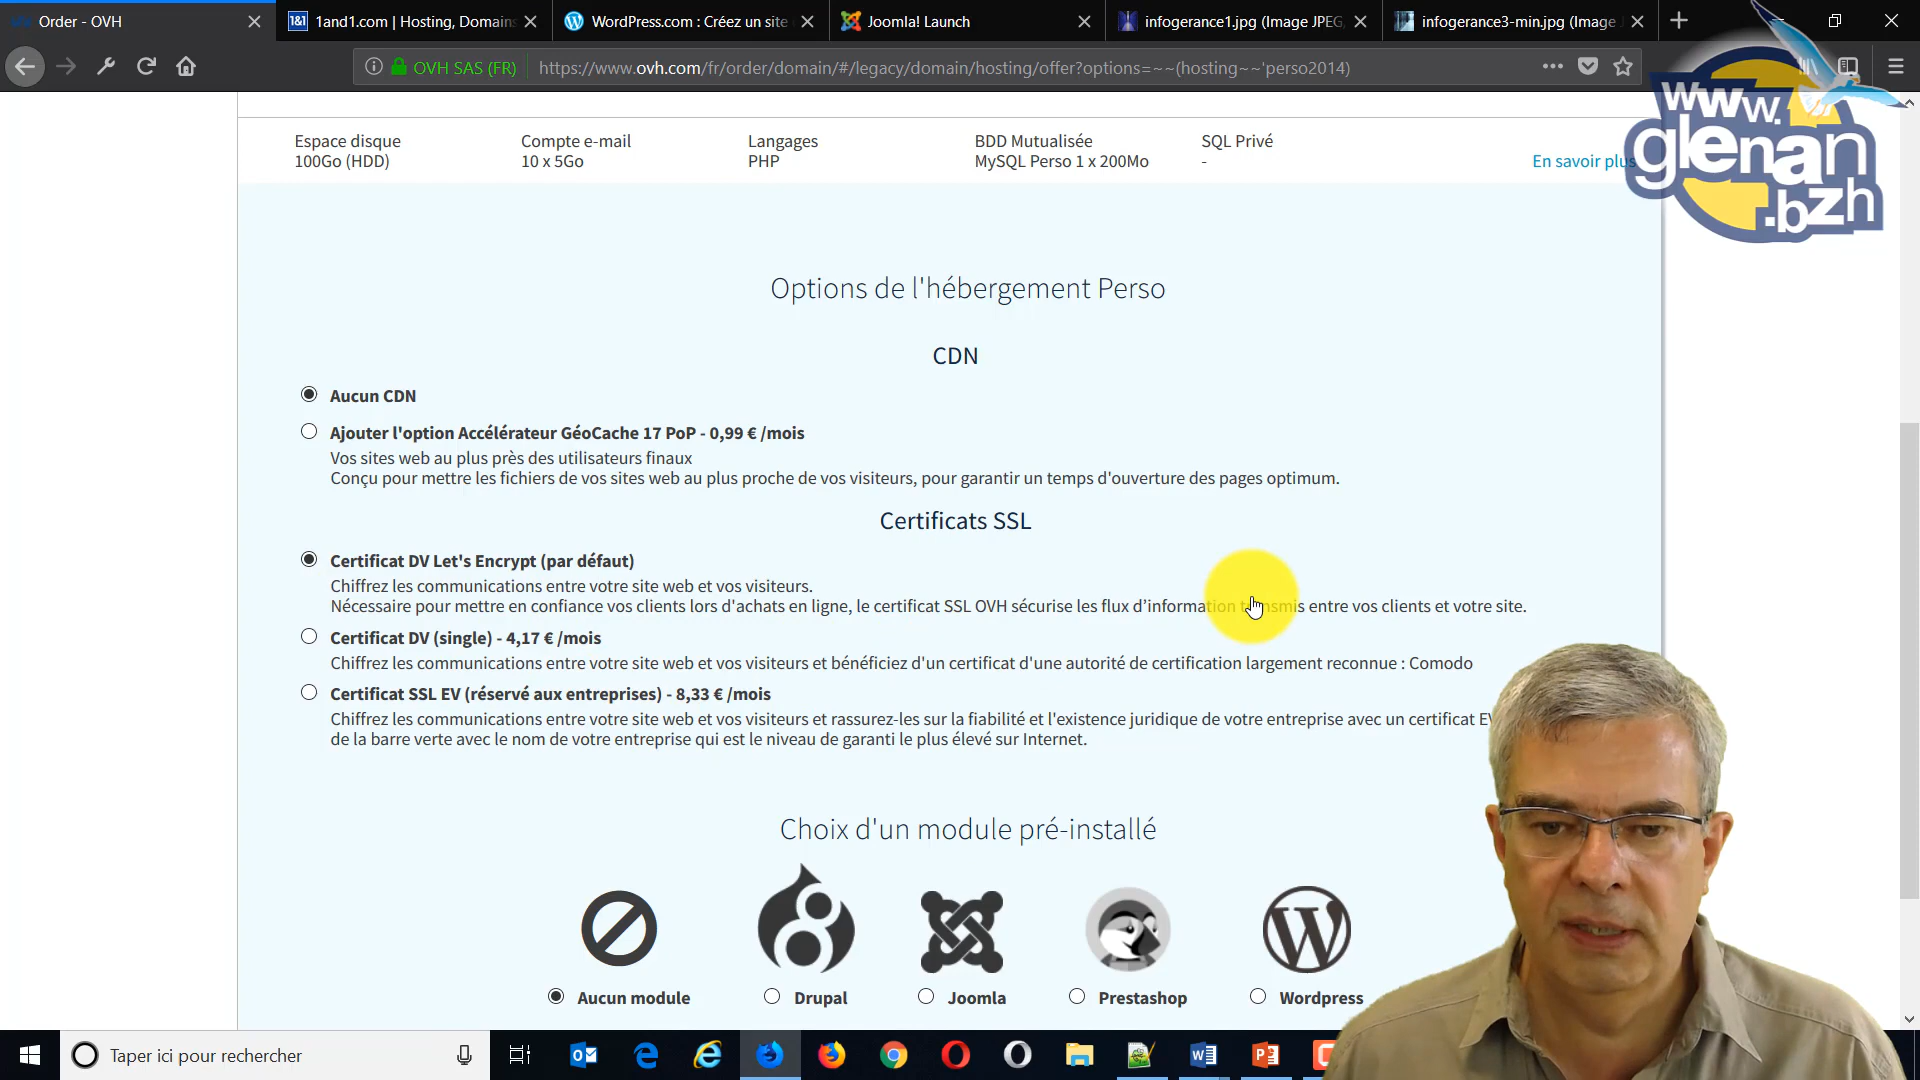 Order - OVH
1&1
1and1.com | Hosting, Domains
WordPress.com : Créez un site
Joomla! Launch
infogerance1.jpg (Image JPEG,
infogerance3-min.jpg (Image J
OVH SAS (FR)
https://www.ovh.com/fr/order/domain/#/legacy/domain/hosting/offer?options=~~(hosting~~'perso2014)
www.
glenan
.bzh
Espace disque
Compte e-mail
Langages
BDD Mutualisée
SQL Privé
100Go (HDD)
10 x 5Go
PHP
MySQL Perso 1 x 200Mo
-
En savoir plus
Options de l'hébergement Perso
CDN
Aucun CDN
Ajouter l'option Accélérateur GéoCache 17 PoP - 0,99 € /mois
Vos sites web au plus près des utilisateurs finaux
Conçu pour mettre les fichiers de vos sites web au plus proche de vos visiteurs, pour garantir un temps d'ouverture des pages optimum.
Certificats SSL
Certificat DV Let's Encrypt (par défaut)
Chiffrez les communications entre votre site web et vos visiteurs.
Nécessaire pour mettre en confiance vos clients lors d'achats en ligne, le certificat SSL OVH sécurise les flux d'information transmis entre vos clients et votre site.
Certificat DV (single) - 4,17 € /mois
Chiffrez les communications entre votre site web et vos visiteurs et bénéficiez d'un certificat d'une autorité de certification largement reconnue : Comodo
Certificat SSL EV (réservé aux entreprises) - 8,33 € /mois
Chiffrez les communications entre votre site web et vos visiteurs et rassurez-les sur la fiabilité et l'existence juridique de votre entreprise avec un certificat EV
de la barre verte avec le nom de votre entreprise qui est le niveau de garanti le plus élevé sur Internet.
Choix d'un module pré-installé
Aucun module
Drupal
Joomla
Prestashop
Wordpress
Taper ici pour rechercher